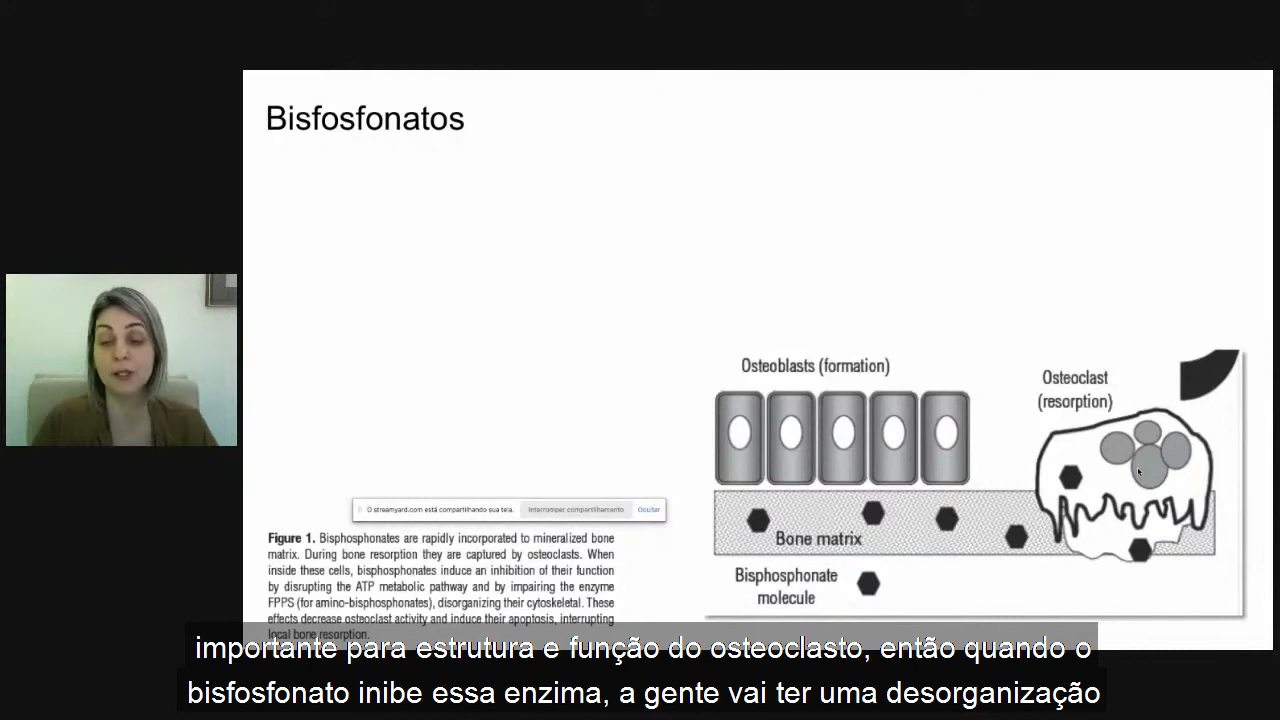 Bisfosfonatos
Osteoblasts (formation)
Osteoclast
(resorption)
Bone matrix
Bisphosphonate
molecule
O streamyard.com está compartilhando sua tela.
Interromper compartilhamento
Ocultar
Figure 1. Bisphosphonates are rapidly incorporated to mineralized bone
matrix. During bone resorption they are captured by osteoclasts. When
inside these cells, bisphosphonates induce an inhibition of their function
by disrupting the ATP metabolic pathway and by impairing the enzyme
FPPS (for amino-bisphosphonates), disorganizing their cytoskeletal. These
effects decrease osteoclast activity and induce their apoptosis, interrupting
local bone resorption.
importante para estrutura e função do osteoclasto, então quando o
bisfosfonato inibe essa enzima, a gente vai ter uma desorganização